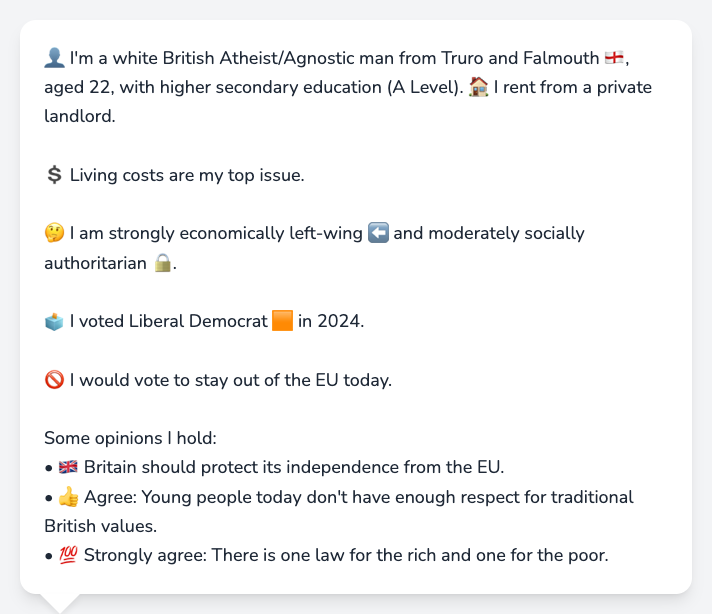 👤 I'm a white British Atheist/Agnostic man from Truro and Falmouth 🏴󠁧󠁢󠁥󠁮󠁧󠁿,
aged 22, with higher secondary education (A Level). 🏠 I rent from a private
landlord.
💲 Living costs are my top issue.
🤔 I am strongly economically left-wing ⬅️ and moderately socially
authoritarian 🔒.
🗳️ I voted Liberal Democrat 🟧 in 2024.
🚫 I would vote to stay out of the EU today.
Some opinions I hold:
• 🇬🇧 Britain should protect its independence from the EU.
• 👍 Agree: Young people today don't have enough respect for traditional
British values.
• 💯 Strongly agree: There is one law for the rich and one for the poor.